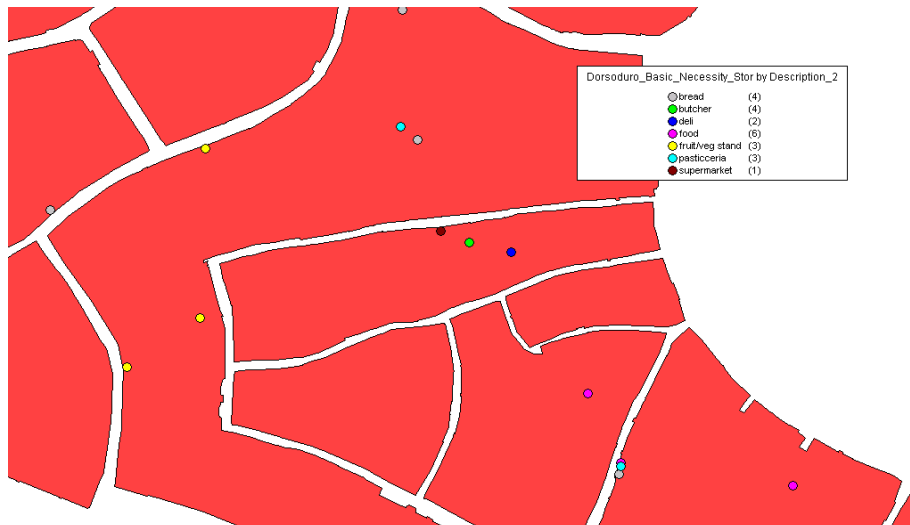 Dorsoduro_Basic_Necessity_Stor by Description_2
bread (4)
butcher (4)
deli (2)
food (6)
fruit/veg stand (3)
pasticceria (3)
supermarket (1)